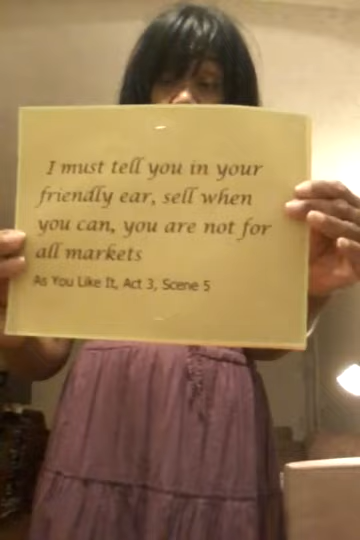 I must tell you in your
friendly ear, sell when
you can, you are not for
all markets
As You Like It, Act 3, Scene 5